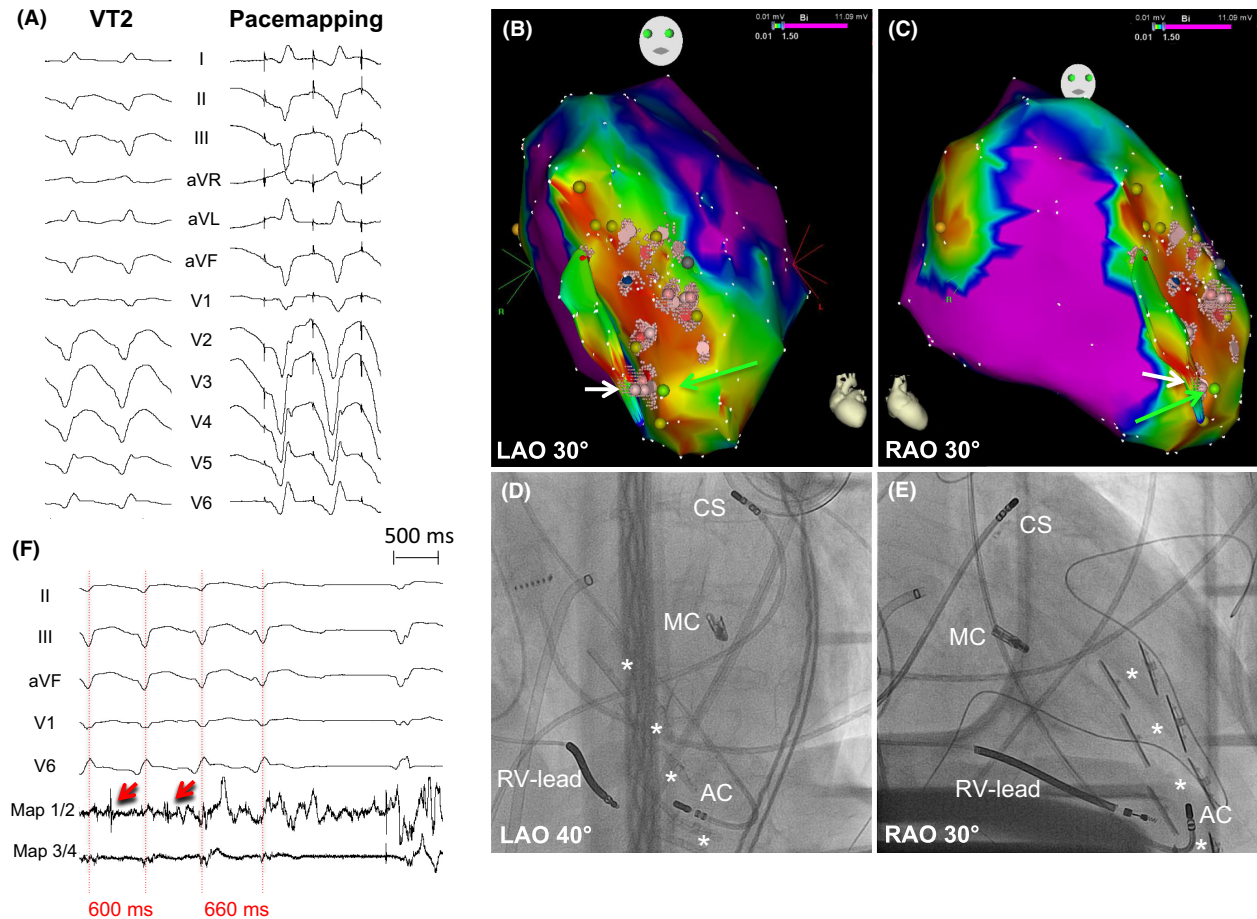 (A)
VT2
Pacemapping
I
II
III
aVR
aVL
aVF
V1
V2
V3
V4
V5
V6
(B)
0.01 mV
Bi
11.09 mV
0.01
1.50
R
L
LAO 30°
(C)
0.01 mV
Bi
11.09 mV
0.01
1.50
R
RAO 30°
(D)
CS
MC
*
*
RV-lead
*
AC
*
LAO 40°
(E)
CS
MC
*
*
RV-lead
*
AC
*
RAO 30°
(F)
500 ms
II
III
aVF
V1
V6
Map 1/2
Map 3/4
600 ms
660 ms